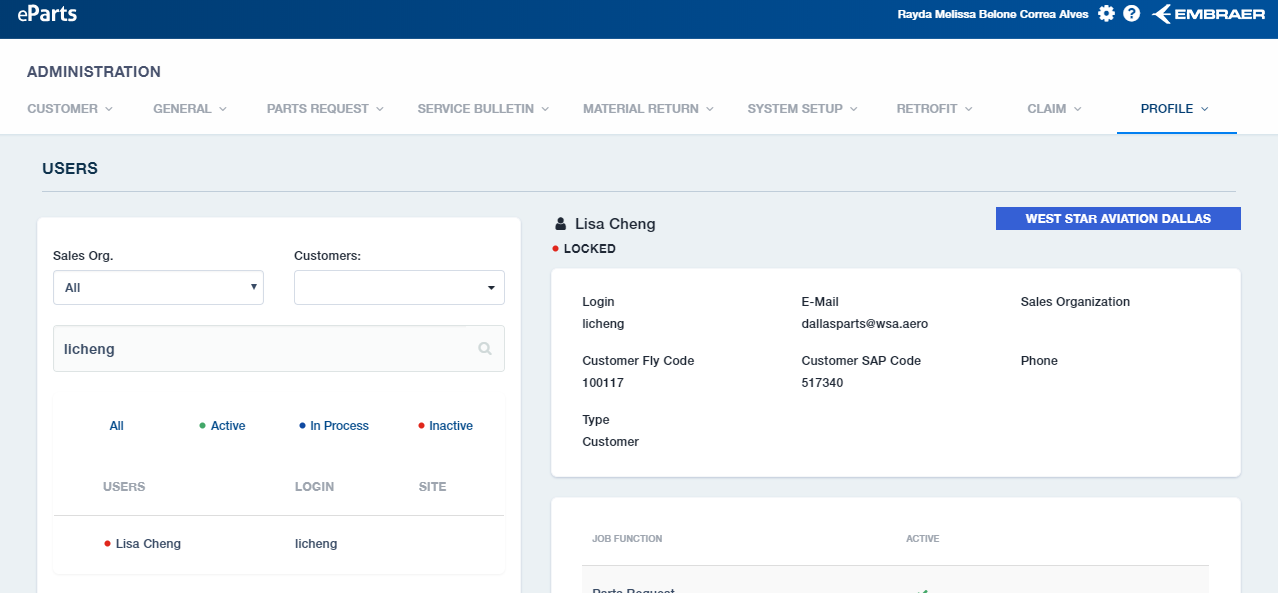 eParts
Rayda Melissa Belone Correa Alves
EMBRAER
ADMINISTRATION
CUSTOMER GENERAL PARTS REQUEST SERVICE BULLETIN MATERIAL RETURN SYSTEM SETUP RETROFIT CLAIM PROFILE
USERS
Sales Org.
Customers:
All
licheng
All Active In Process Inactive
USERS LOGIN SITE
Lisa Cheng licheng
Lisa Cheng
WEST STAR AVIATION DALLAS
LOCKED
Login E-Mail Sales Organization
licheng dallasparts@wsa.aero
Customer Fly Code Customer SAP Code Phone
100117 517340
Type
Customer
JOB FUNCTION ACTIVE
Parts Request